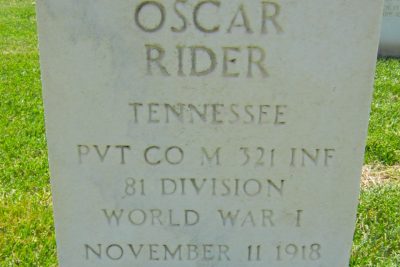 OSCAR
RIDER
TENNESSEE
PVT CO M 321 INF
81 DIVISION
WORLD WAR I
NOVEMBER 11 1918